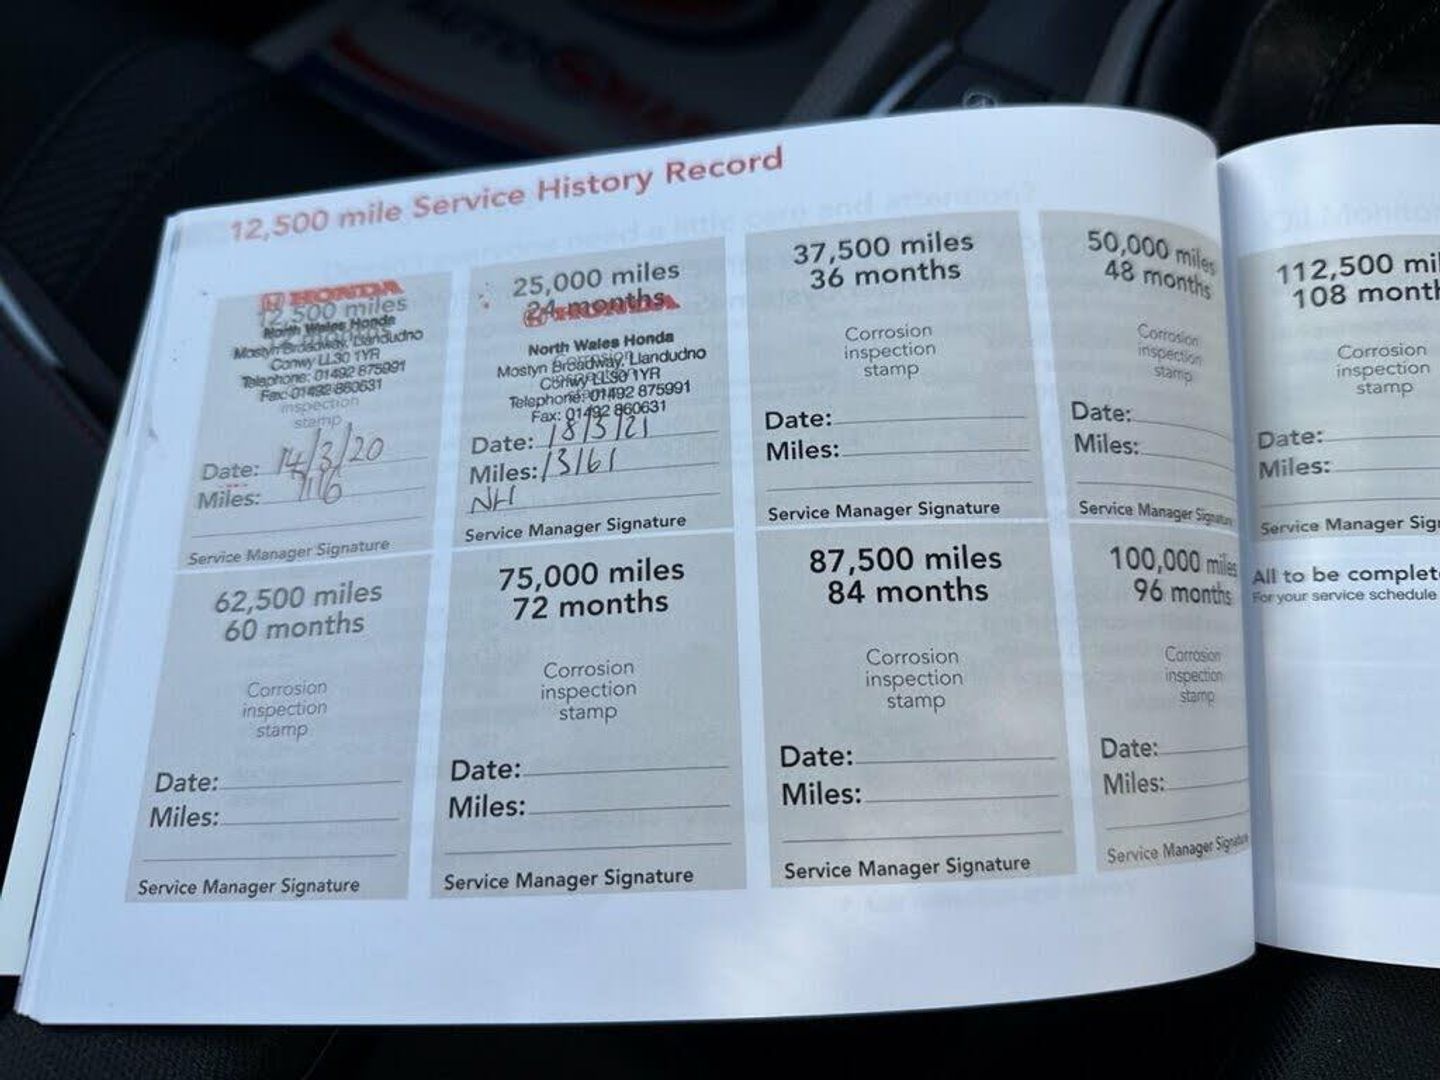 12,500 mile Service History Record
HONDA
12,500 miles
North Wales Honda
Mostyn Broadway, Llandudno
Conwy LL30 1YR
Telephone: 01492 875991
Fax: 01492 860631
inspection
stamp
Date: 14/3/20
Miles:
Service Manager Signature
25,000 miles
24 months
HONDA
North Wales Honda
Mostyn Broadway, Llandudno
Conwy LL30 1YR
Telephone: 01492 875991
Fax: 01492 860631
Date: 18/3/21
Miles: 13161
NH
Service Manager Signature
37,500 miles
36 months
Corrosion
inspection
stamp
Date:
Miles:
Service Manager Signature
50,000 miles
48 months
Corrosion
inspection
stamp
Date:
Miles:
Service Manager Signature
62,500 miles
60 months
Corrosion
inspection
stamp
Date:
Miles:
Service Manager Signature
75,000 miles
72 months
Corrosion
inspection
stamp
Date:
Miles:
Service Manager Signature
87,500 miles
84 months
Corrosion
inspection
stamp
Date:
Miles:
Service Manager Signature
100,000 miles
96 months
Corrosion
inspection
stamp
Date:
Miles:
Service Manager Signature
112,500 mil
108 month
Corrosion
inspection
stamp
Date:
Miles:
Service Manager Sig
All to be complet
For your service schedule